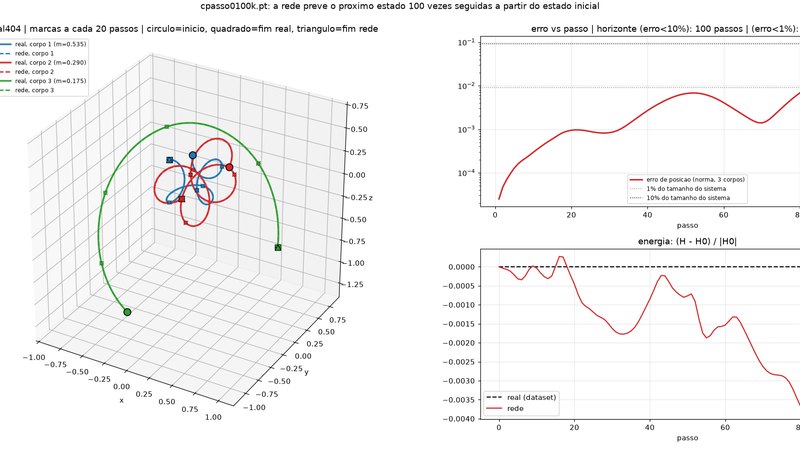 cpasso0100k.pt: a rede preve o proximo estado 100 vezes seguidas a partir do estado inicial
al404 | marcas a cada 20 passos | circulo=inicio, quadrado=fim real, triangulo=fim rede
real, corpo 1 (m=0.535)
rede, corpo 1
real, corpo 2 (m=0.290)
rede, corpo 2
real, corpo 3 (m=0.175)
rede, corpo 3
0.75
0.50
0.25
0.00
z
−0.25
−0.50
−0.75
−1.00
−1.25
−1.00
−0.75
−0.50
−0.25
0.00
0.25
0.50
0.75
1.00
x
−1.00
−0.75
−0.50
−0.25
0.00
0.25
0.50
0.75
y
erro vs passo | horizonte (erro<10%): 100 passos | (erro<1%):
10⁻¹
10⁻²
10⁻³
10⁻⁴
erro de posicao (norma, 3 corpos)
1% do tamanho do sistema
10% do tamanho do sistema
0 20 40 60 80
passo
energia: (H - H0) / |H0|
0.0000
−0.0005
−0.0010
−0.0015
−0.0020
−0.0025
−0.0030
−0.0035
−0.0040
real (dataset)
rede
0 20 40 60 80
passo